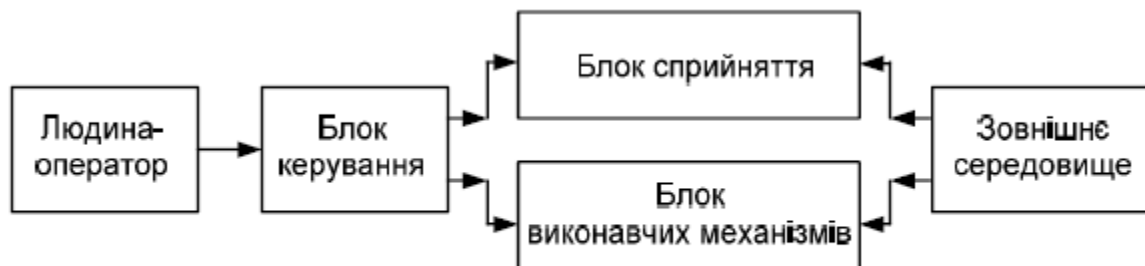 Людина-
оператор
Блок
керування
Блок сприйняття
Блок
виконавчих механізмів
Зовнішнє
середовище